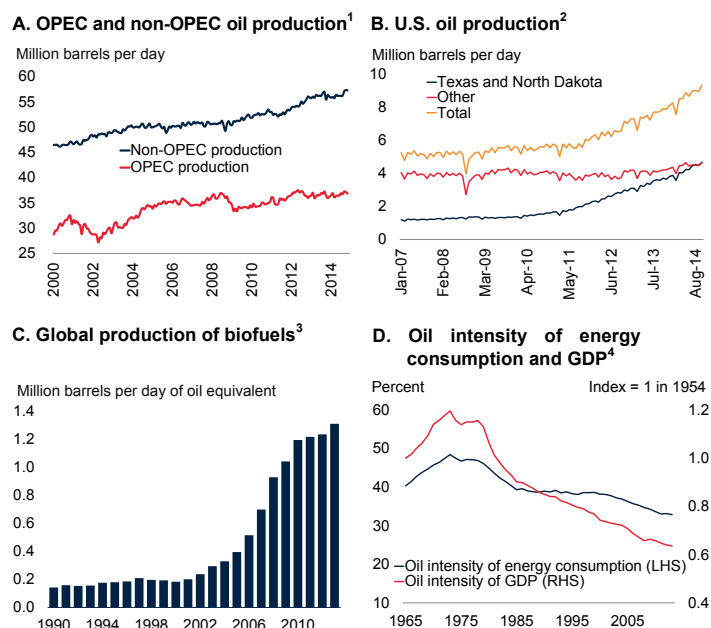 A. OPEC and non-OPEC oil production¹
Million barrels per day
60
55
50
45
40
35
30
25
Non-OPEC production
OPEC production
2000
2002
2004
2006
2008
2010
2012
2014
B. U.S. oil production²
Million barrels per day
10
8
6
4
2
0
Texas and North Dakota
Other
Total
Jan-07
Feb-08
Mar-09
Apr-10
May-11
Jun-12
Jul-13
Aug-14
C. Global production of biofuels³
Million barrels per day of oil equivalent
1.4
1.2
1.0
0.8
0.6
0.4
0.2
0.0
1990 1994 1998 2002 2006 2010
D. Oil intensity of energy
consumption and GDP⁴
Percent
Index = 1 in 1954
60
50
40
30
20
10
1.2
1.0
0.8
0.6
0.4
Oil intensity of energy consumption (LHS)
Oil intensity of GDP (RHS)
1965 1975 1985 1995 2005